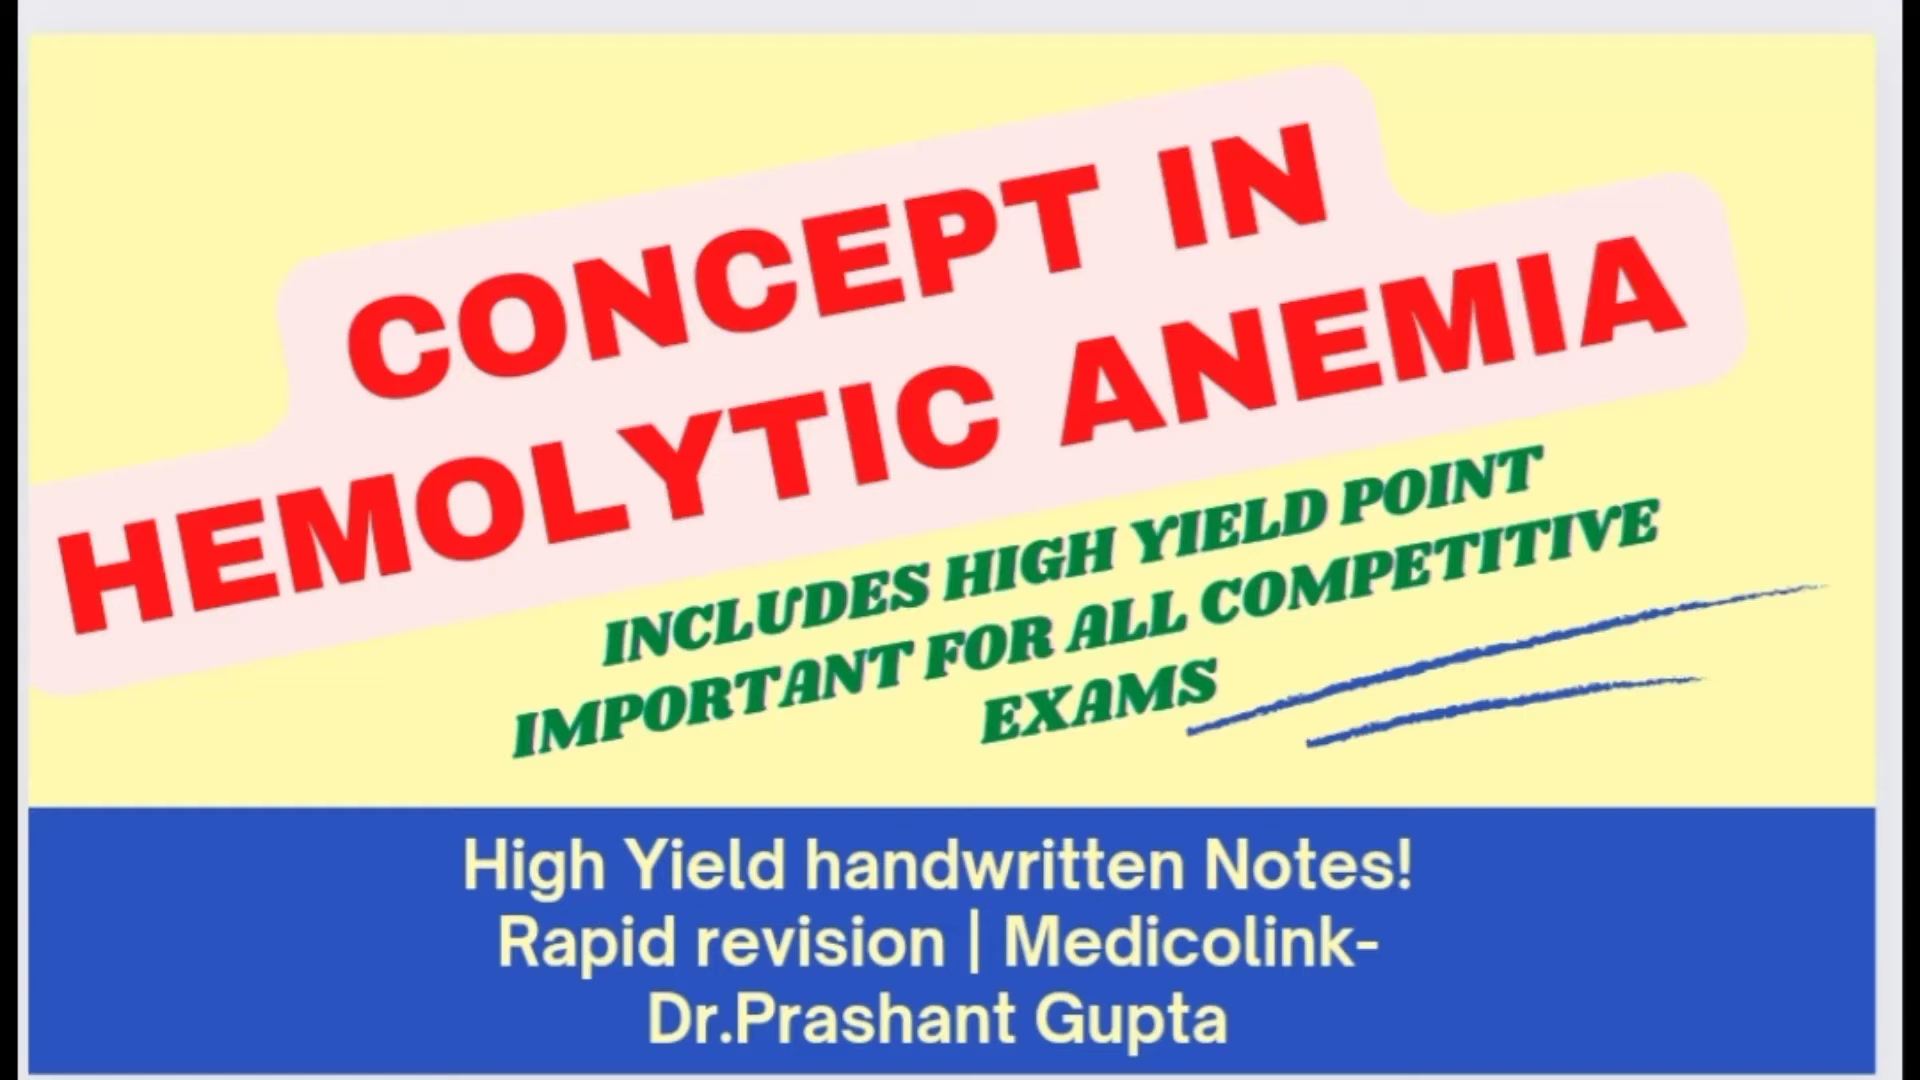 CONCEPT IN
HEMOLYTIC ANEMIA
INCLUDES HIGH YIELD POINT
IMPORTANT FOR ALL COMPETITIVE
EXAMS
High Yield handwritten Notes!
Rapid revision | Medicolink-
Dr.Prashant Gupta